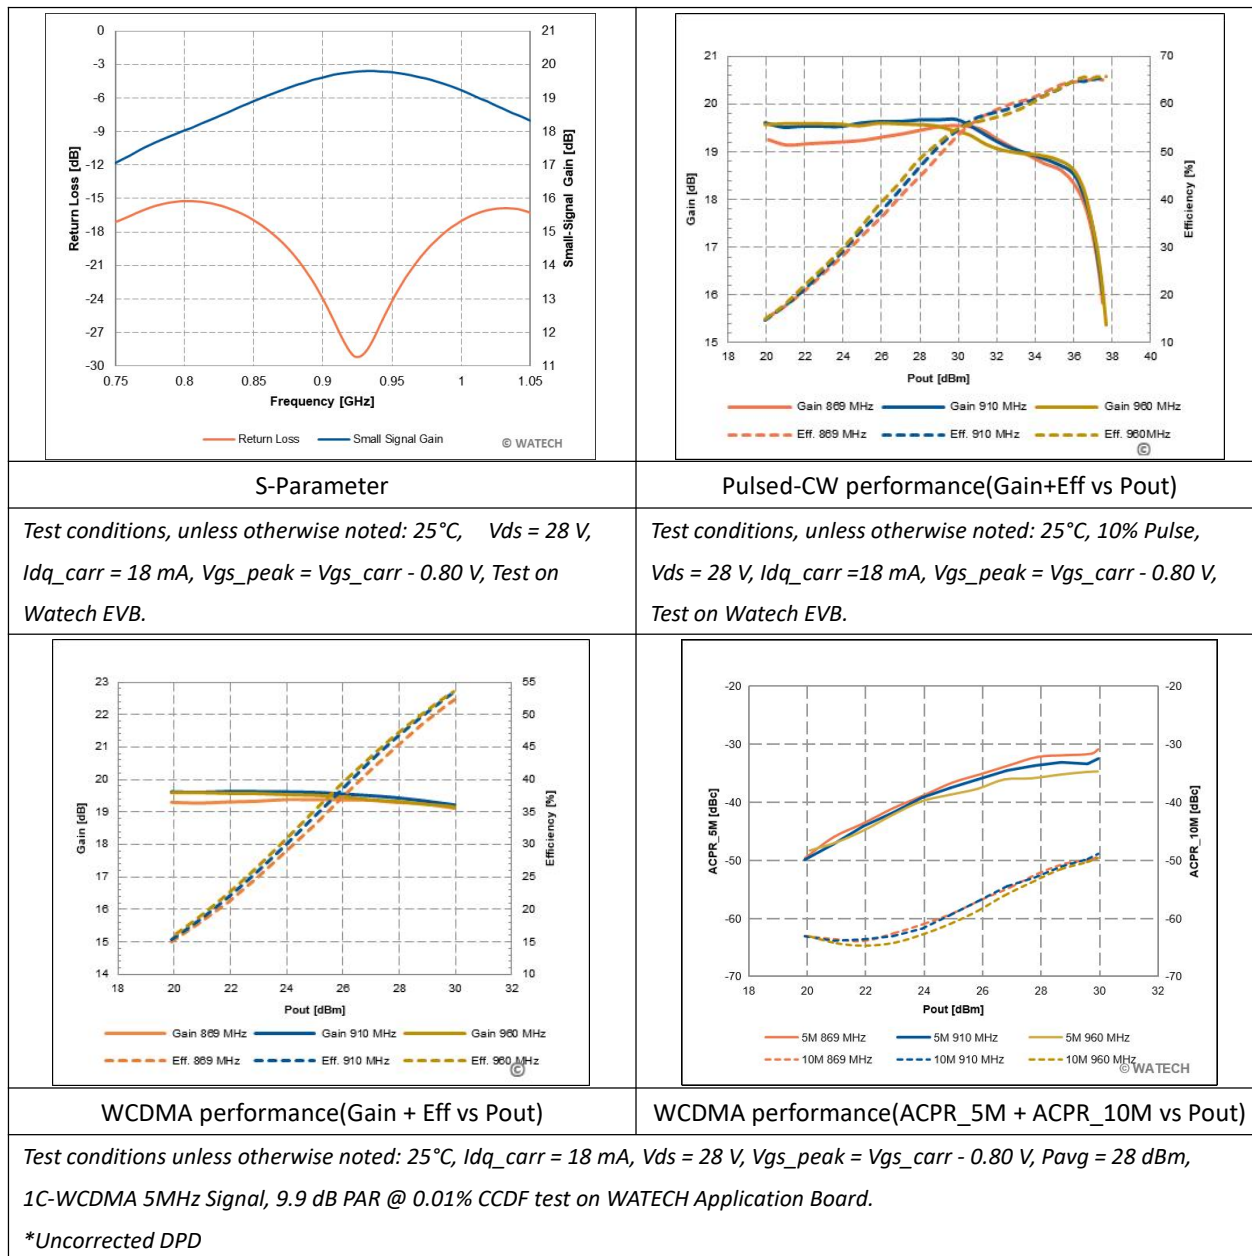 0
-3
-6
-9
-12
-15
-18
-21
-24
-27
-30
21
20
19
18
17
16
15
14
13
12
11
0.75
0.8
0.85
0.9
0.95
1
1.05
Return Loss [dB]
Small-Signal Gain [dB]
Frequency [GHz]
Return Loss
Small Signal Gain
© WATECH
21
20
19
18
17
16
15
70
60
50
40
30
20
10
18
20
22
24
26
28
30
32
34
36
38
40
Gain [dB]
Efficiency [%]
Pout [dBm]
Gain 869 MHz
Gain 910 MHz
Gain 960 MHz
Eff. 869 MHz
Eff. 910 MHz
Eff. 960MHz
©
S-Parameter
Pulsed-CW performance(Gain+Eff vs Pout)
Test conditions, unless otherwise noted: 25°C, Vds = 28 V,
Idq_carr = 18 mA, Vgs_peak = Vgs_carr - 0.80 V, Test on
Watech EVB.
Test conditions, unless otherwise noted: 25°C, 10% Pulse,
Vds = 28 V, Idq_carr =18 mA, Vgs_peak = Vgs_carr - 0.80 V,
Test on Watech EVB.
23
22
21
20
19
18
17
16
15
14
55
50
45
40
35
30
25
20
15
10
18
20
22
24
26
28
30
32
Gain [dB]
Efficiency [%]
Pout [dBm]
Gain 869 MHz
Gain 910 MHz
Gain 960 MHz
Eff. 869 MHz
Eff. 910 MHz
Eff. 960 MHz
©
-20
-30
-40
-50
-60
-70
-20
-30
-40
-50
-60
-70
18
20
22
24
26
28
30
32
ACPR_5M [dBc]
ACPR_10M [dBc]
Pout [dBm]
5M 869 MHz
5M 910 MHz
5M 960 MHz
10M 869 MHz
10M 910 MHz
10M 960 MHz
© WATECH
WCDMA performance(Gain + Eff vs Pout)
WCDMA performance(ACPR_5M + ACPR_10M vs Pout)
Test conditions unless otherwise noted: 25°C, Idq_carr = 18 mA, Vds = 28 V, Vgs_peak = Vgs_carr - 0.80 V, Pavg = 28 dBm,
1C-WCDMA 5MHz Signal, 9.9 dB PAR @ 0.01% CCDF test on WATECH Application Board.
*Uncorrected DPD